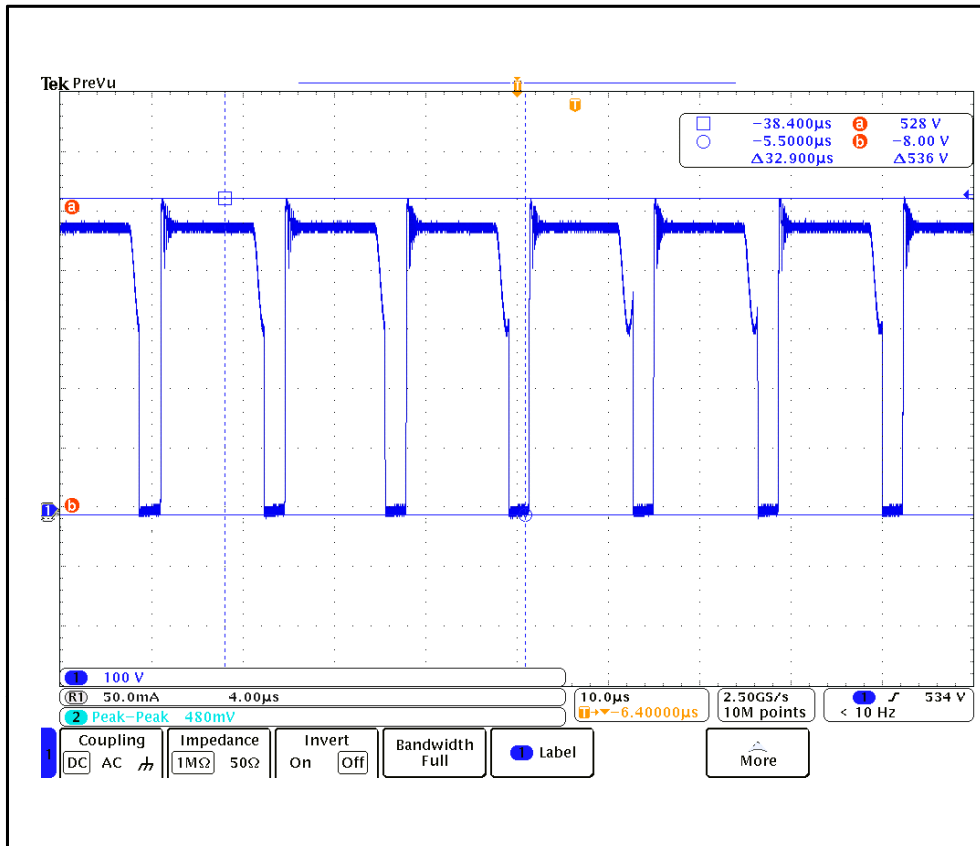 Tek PreVu
T
T
−38.400µs a 528 V
−5.5000µs b −8.00 V
Δ32.900µs Δ536 V
a
b
1
1 100 V
R1 50.0mA 4.00µs
2 Peak−Peak 480mV
10.0µs
T→▼−6.40000µs
2.50GS/s
10M points
1 534 V
< 10 Hz
1
Coupling
DC AC
Impedance
1MΩ 50Ω
Invert
On Off
Bandwidth
Full
1 Label
More